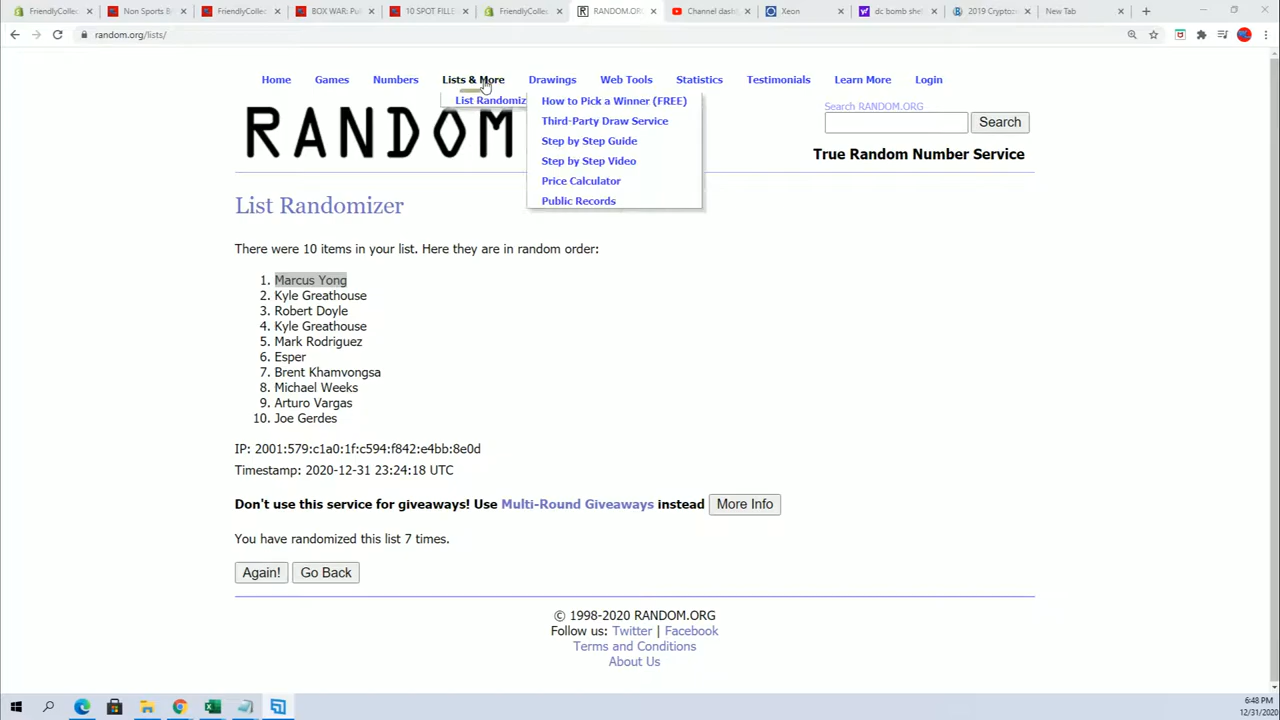 FriendlyCollec
Non Sports B
FriendlyCollec
BOX WAR: Pul
10 SPOT FILLE
FriendlyCollec
RANDOM.OR
Channel dash
Xeon
dc bomb shel
2019 Crypto
New Tab
random.org/lists/
Home
Games
Numbers
Lists & More
Drawings
Web Tools
Statistics
Testimonials
Learn More
Login
List Randomiz
How to Pick a Winner (FREE)
Third-Party Draw Service
Step by Step Guide
Step by Step Video
Price Calculator
Public Records
Search RANDOM.ORG
Search
RANDOM
True Random Number Service
List Randomizer
There were 10 items in your list. Here they are in random order:
1. Marcus Yong
2. Kyle Greathouse
3. Robert Doyle
4. Kyle Greathouse
5. Mark Rodriguez
6. Esper
7. Brent Khamvongsa
8. Michael Weeks
9. Arturo Vargas
10. Joe Gerdes
IP: 2001:579:c1a0:1f:c594:f842:e4bb:8e0d
Timestamp: 2020-12-31 23:24:18 UTC
Don't use this service for giveaways! Use Multi-Round Giveaways instead More Info
You have randomized this list 7 times.
Again! Go Back
© 1998-2020 RANDOM.ORG
Follow us: Twitter | Facebook
Terms and Conditions
About Us
6:48 PM
12/31/2020